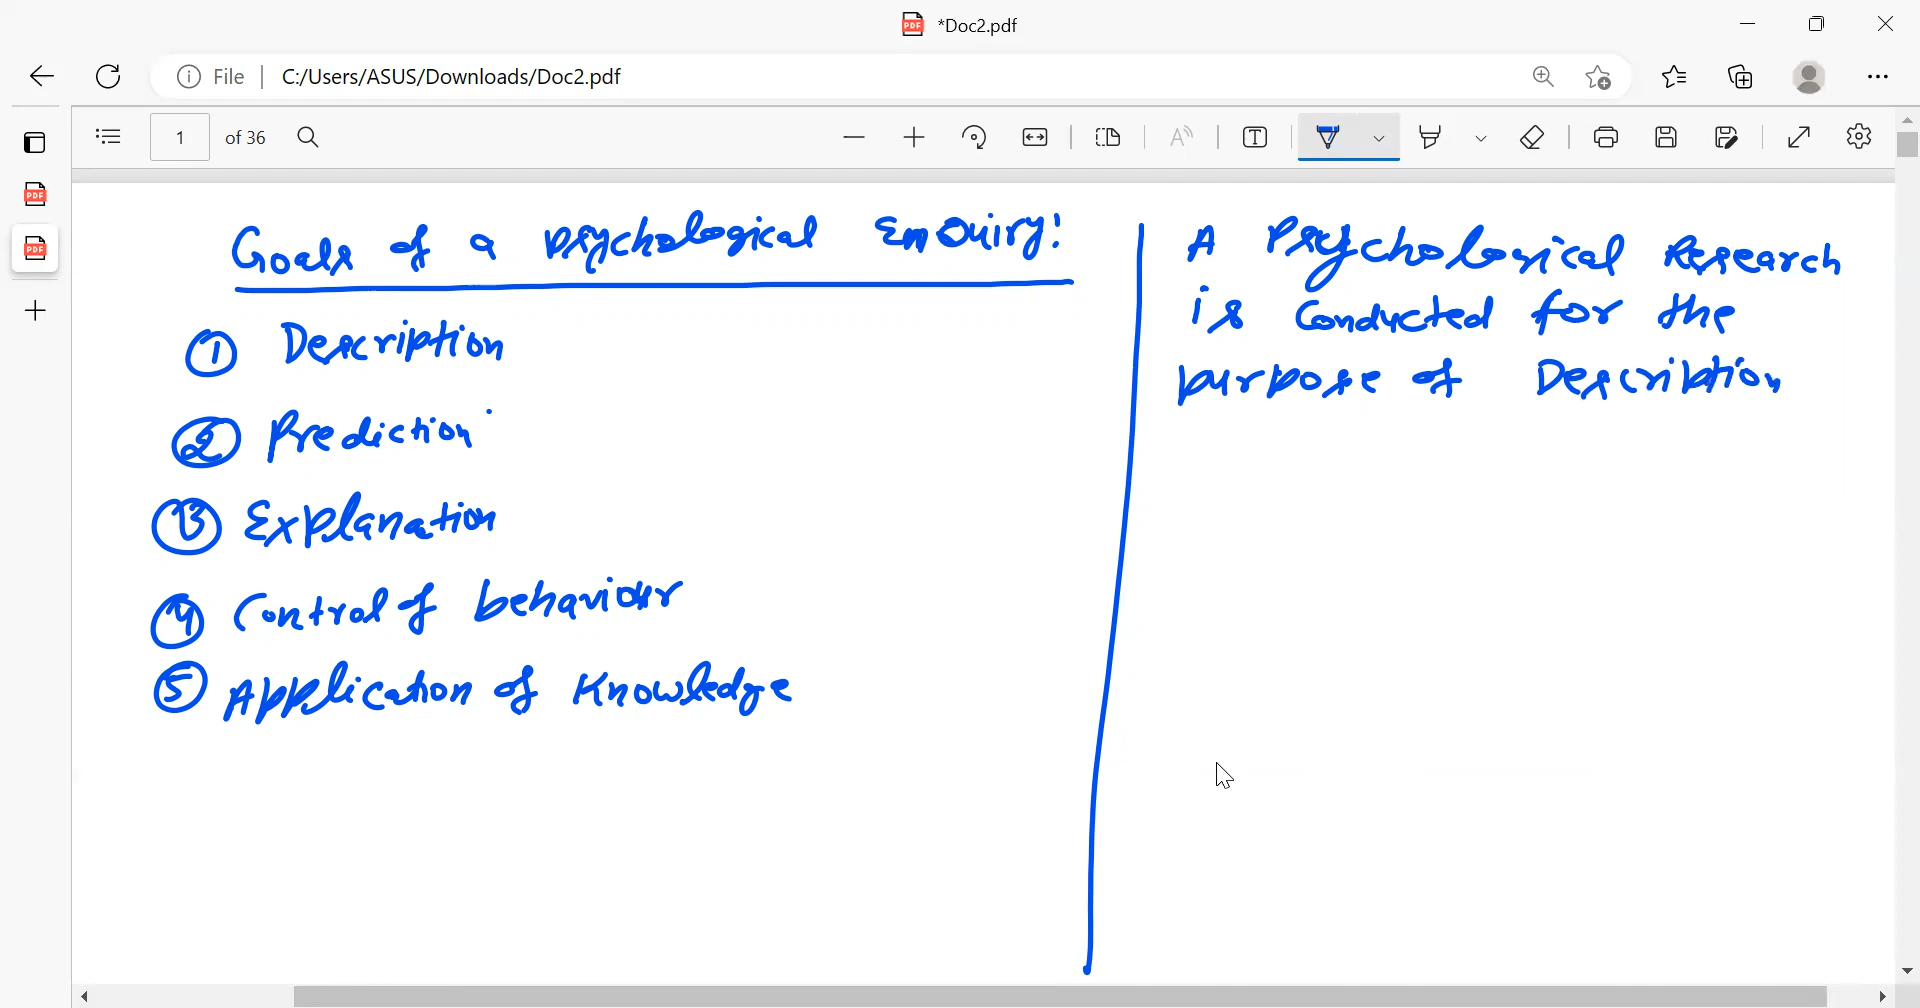 *Doc2.pdf
File C:/Users/ASUS/Downloads/Doc2.pdf
1 of 36
Goals of a psychological Enquiry:
① Description
② Prediction
③ Explanation
④ Control of behaviour
⑤ Application of Knowledge
A Psychological Research
is conducted for the
purpose of Description